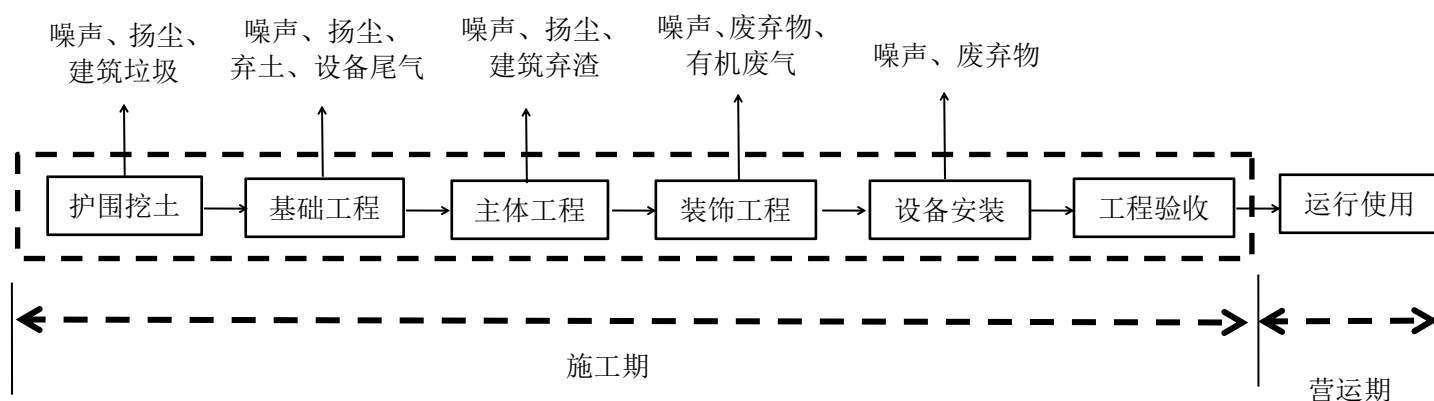 噪声、扬尘、
建筑垃圾
噪声、扬尘、
弃土、设备尾气
噪声、扬尘、
建筑弃渣
噪声、废弃物、
有机废气
噪声、废弃物
护围挖土
基础工程
主体工程
装饰工程
设备安装
工程验收
运行使用
施工期
营运期